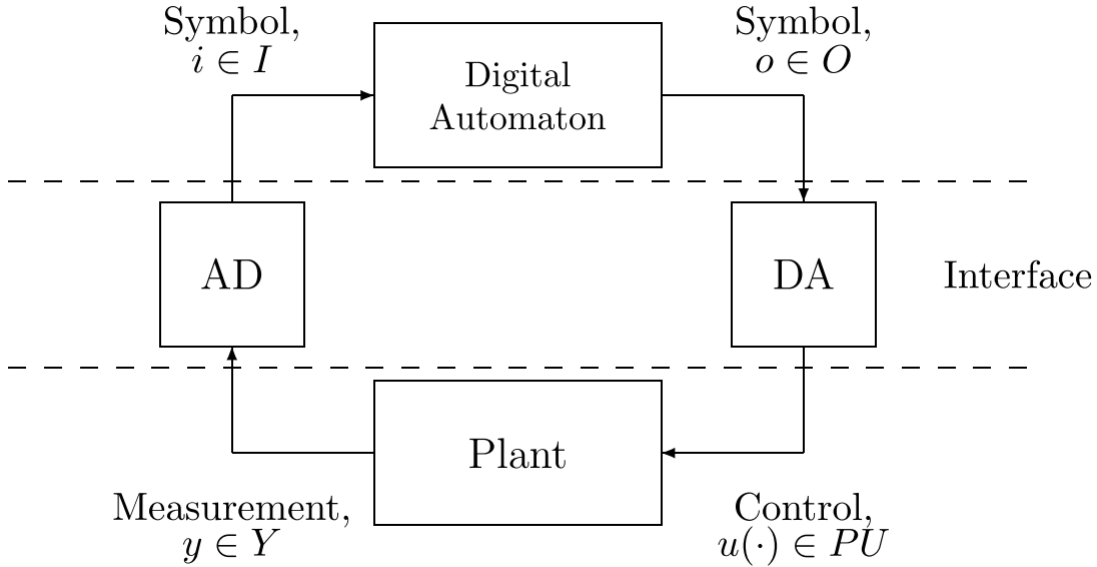 Symbol,
i ∈ I
Digital
Automaton
Symbol,
o ∈ O
AD
DA
Interface
Plant
Measurement,
y ∈ Y
Control,
u(·) ∈ PU